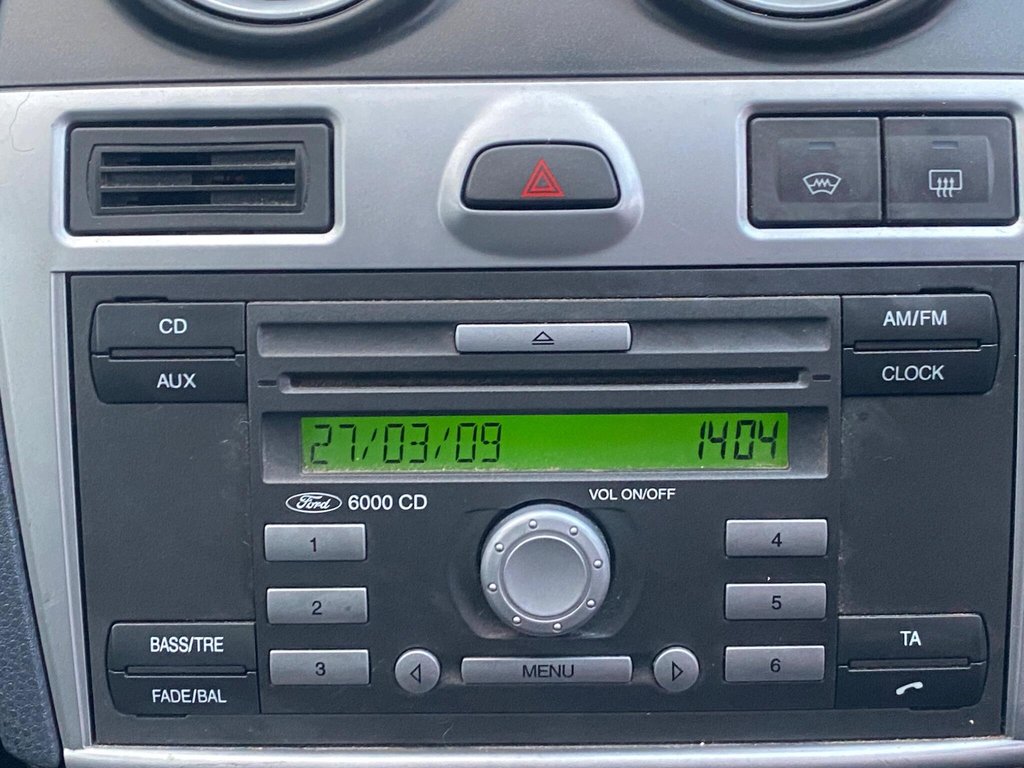 CD
AM/FM
AUX
CLOCK
27/03/09 1404
Ford 6000 CD
VOL ON/OFF
1
4
2
5
BASS/TRE
3
MENU
6
TA
FADE/BAL